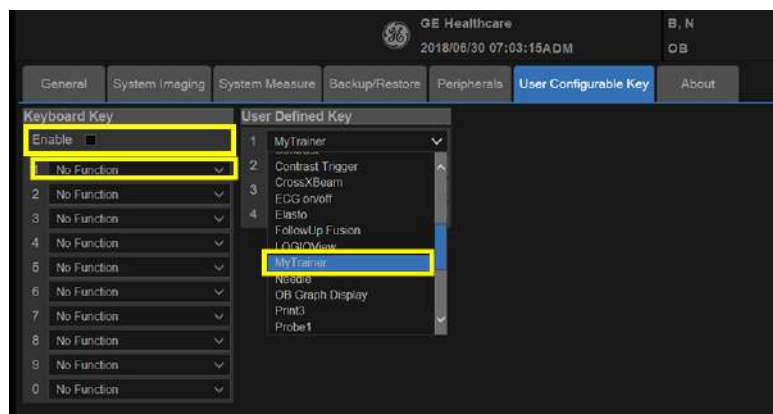 GE Healthcare
2018/06/30 07:03:15ADM
B, N
OB
General
System Imaging
System Measure
Backup/Restore
Peripherals
User Configurable Key
About
Keyboard Key
Enable
1 No Function
2 No Function
3 No Function
4 No Function
5 No Function
6 No Function
7 No Function
8 No Function
9 No Function
0 No Function
User Defined Key
1 MyTrainer
2
3
4
Contrast Trigger
CrossXBeam
ECG on/off
Elasto
FollowUp Fusion
LOGIQView
MyTrainer
Needle
OB Graph Display
Print3
Probe1